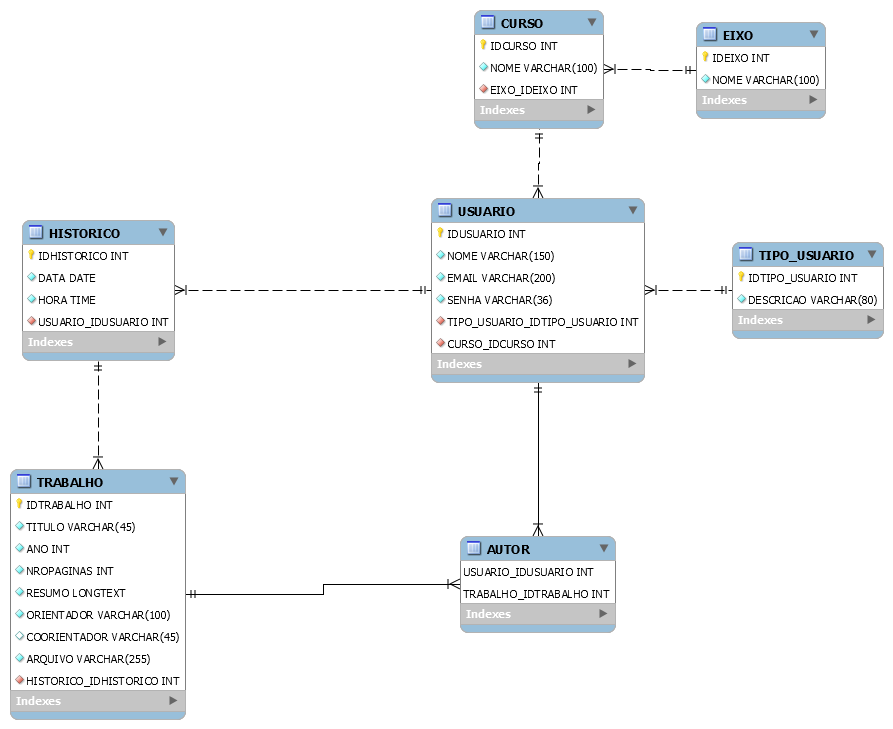 CURSO
IDCURSO INT
NOME VARCHAR(100)
EIXO_IDEIXO INT
Indexes
EIXO
IDEIXO INT
NOME VARCHAR(100)
Indexes
USUARIO
IDUSUARIO INT
NOME VARCHAR(150)
EMAIL VARCHAR(200)
SENHA VARCHAR(36)
TIPO_USUARIO_IDTIPO_USUARIO INT
CURSO_IDCURSO INT
Indexes
HISTORICO
IDHISTORICO INT
DATA DATE
HORA TIME
USUARIO_IDUSUARIO INT
Indexes
TIPO_USUARIO
IDTIPO_USUARIO INT
DESCRICAO VARCHAR(80)
Indexes
TRABALHO
IDTRABALHO INT
TITULO VARCHAR(45)
ANO INT
NROPAGINAS INT
RESUMO LONGTEXT
ORIENTADOR VARCHAR(100)
COORIENTADOR VARCHAR(45)
ARQUIVO VARCHAR(255)
HISTORICO_IDHISTORICO INT
Indexes
AUTOR
USUARIO_IDUSUARIO INT
TRABALHO_IDTRABALHO INT
Indexes